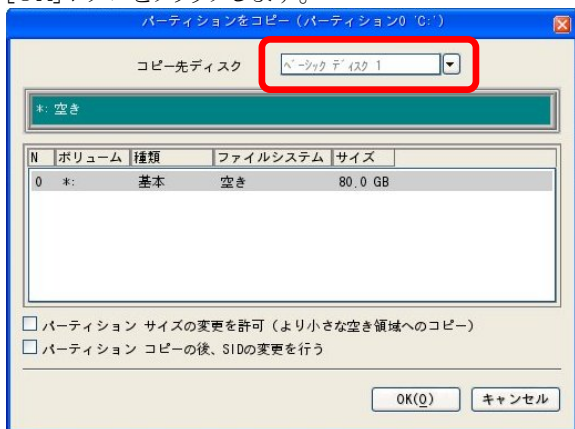 パーティションをコピー(パーティション0 'C:')
コピー先ディスク ベーシック ディスク 1
*: 空き
N ボリューム 種類 ファイルシステム サイズ
0 *: 基本 空き 80.0 GB
パーティション サイズの変更を許可(より小さな空き領域へのコピー)
パーティション コピーの後、SIDの変更を行う
OK(O) キャンセル